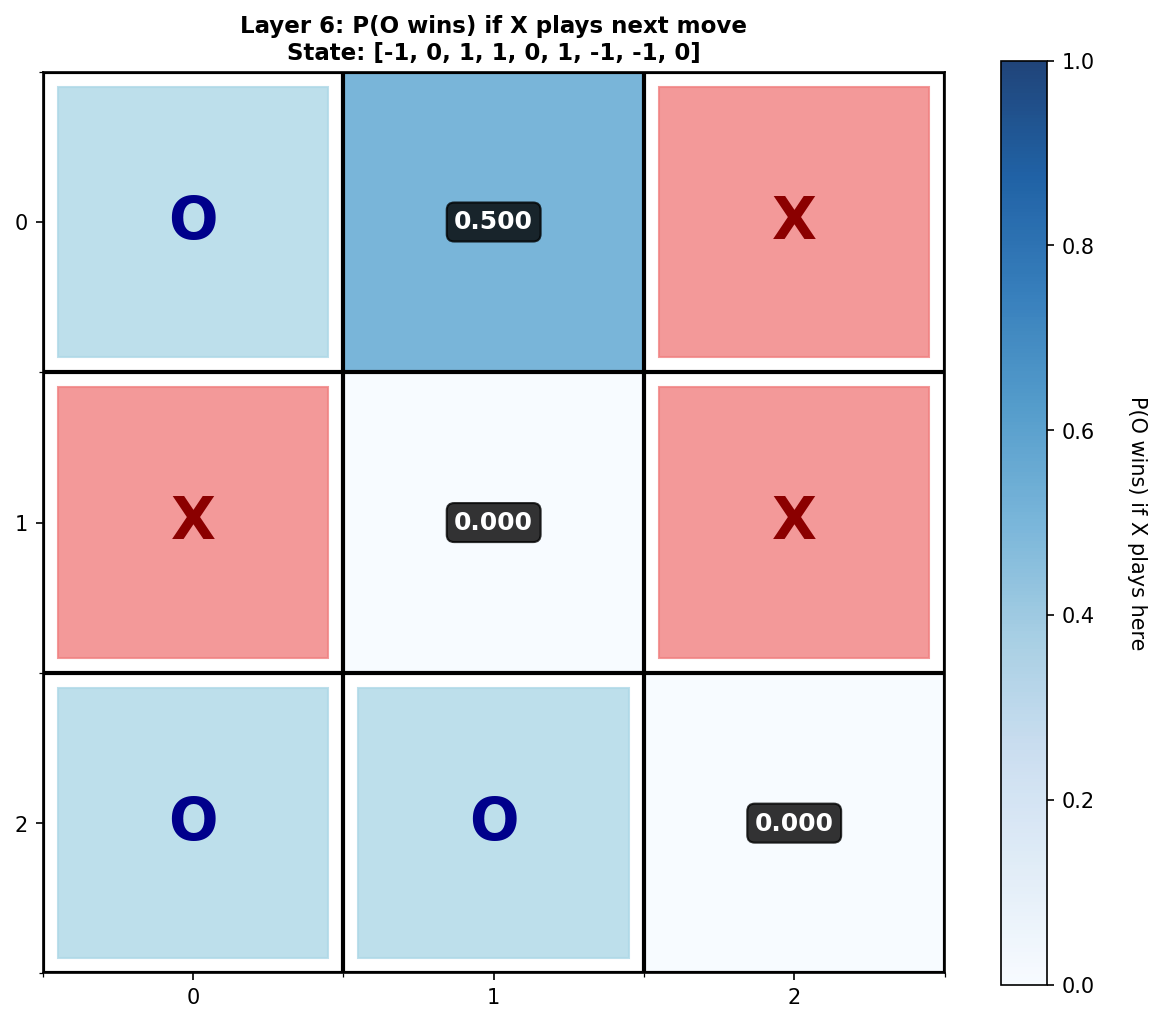 Layer 6: P(O wins) if X plays next move
State: [-1, 0, 1, 1, 0, 1, -1, -1, 0]
O
0.500
X
X
0.000
X
O
O
0.000
0
1
2
0
1
2
1.0
0.8
0.6
0.4
0.2
0.0
P(O wins) if X plays here